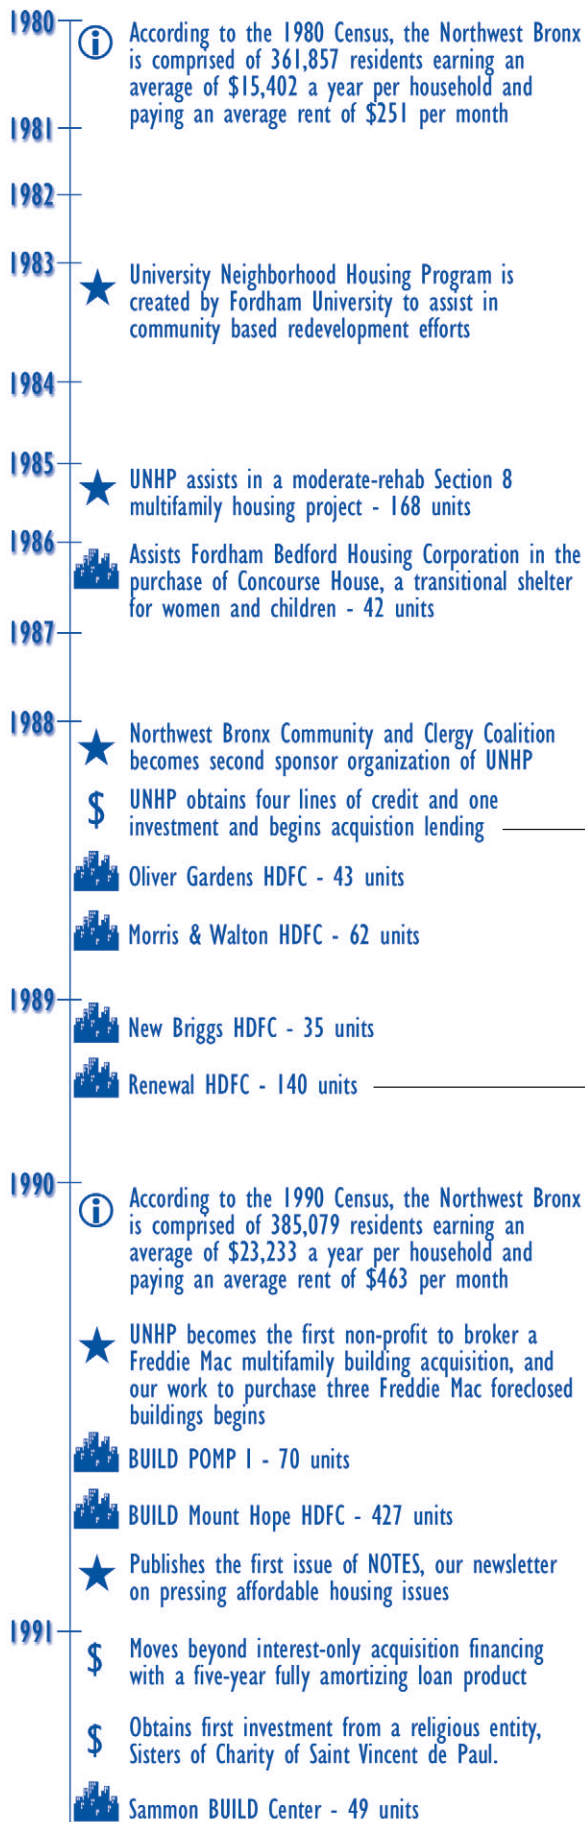 1980
According to the 1980 Census, the Northwest Bronx
is comprised of 361,857 residents earning an
average of $15,402 a year per household and
paying an average rent of $251 per month
1981
1982
1983
University Neighborhood Housing Program is
created by Fordham University to assist in
community based redevelopment efforts
1984
1985
UNHP assists in a moderate-rehab Section 8
multifamily housing project - 168 units
1986
Assists Fordham Bedford Housing Corporation in the
purchase of Concourse House, a transitional shelter
for women and children - 42 units
1987
1988
Northwest Bronx Community and Clergy Coalition
becomes second sponsor organization of UNHP
$ UNHP obtains four lines of credit and one
investment and begins acquistion lending
Oliver Gardens HDFC - 43 units
Morris & Walton HDFC - 62 units
1989
New Briggs HDFC - 35 units
Renewal HDFC - 140 units
1990
According to the 1990 Census, the Northwest Bronx
is comprised of 385,079 residents earning an
average of $23,233 a year per household and
paying an average rent of $463 per month
UNHP becomes the first non-profit to broker a
Freddie Mac multifamily building acquisition, and
our work to purchase three Freddie Mac foreclosed
buildings begins
BUILD POMP I - 70 units
BUILD Mount Hope HDFC - 427 units
Publishes the first issue of NOTES, our newsletter
on pressing affordable housing issues
1991
$ Moves beyond interest-only acquisition financing
with a five-year fully amortizing loan product
$ Obtains first investment from a religious entity,
Sisters of Charity of Saint Vincent de Paul.
Sammon BUILD Center - 49 units